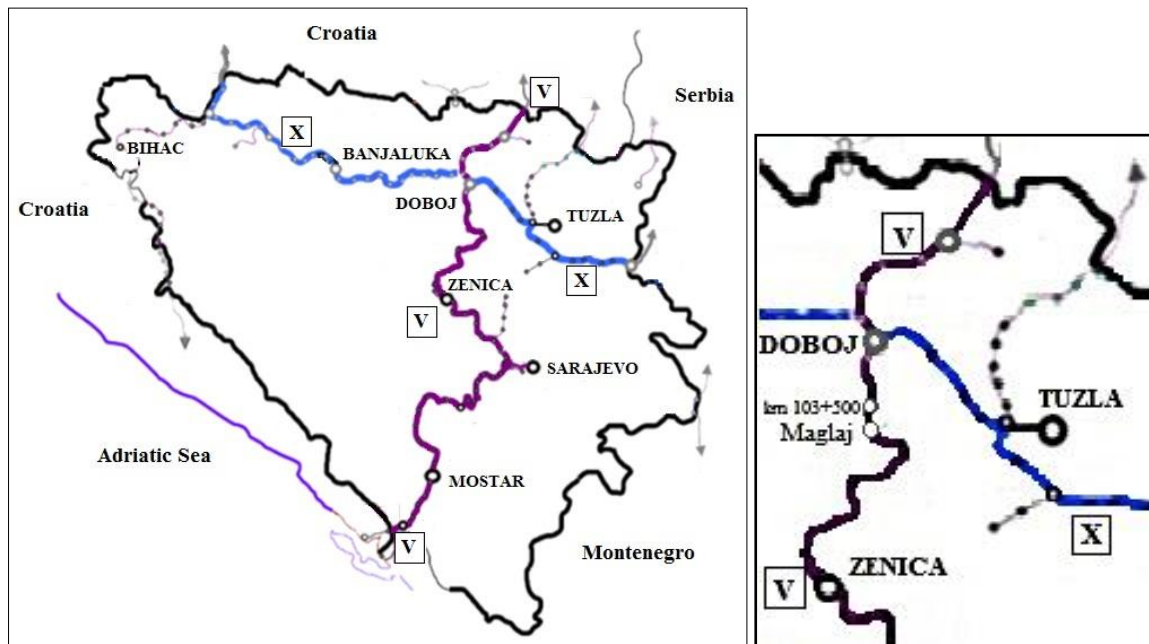 Croatia
V
Serbia
X
BIHAC
BANJALUKA
Croatia
DOBOJ
TUZLA
X
ZENICA
V
SARAJEVO
Adriatic Sea
MOSTAR
V
Montenegro
V
DOBOJ
km 103+500
Maglaj
TUZLA
X
V
ZENICA